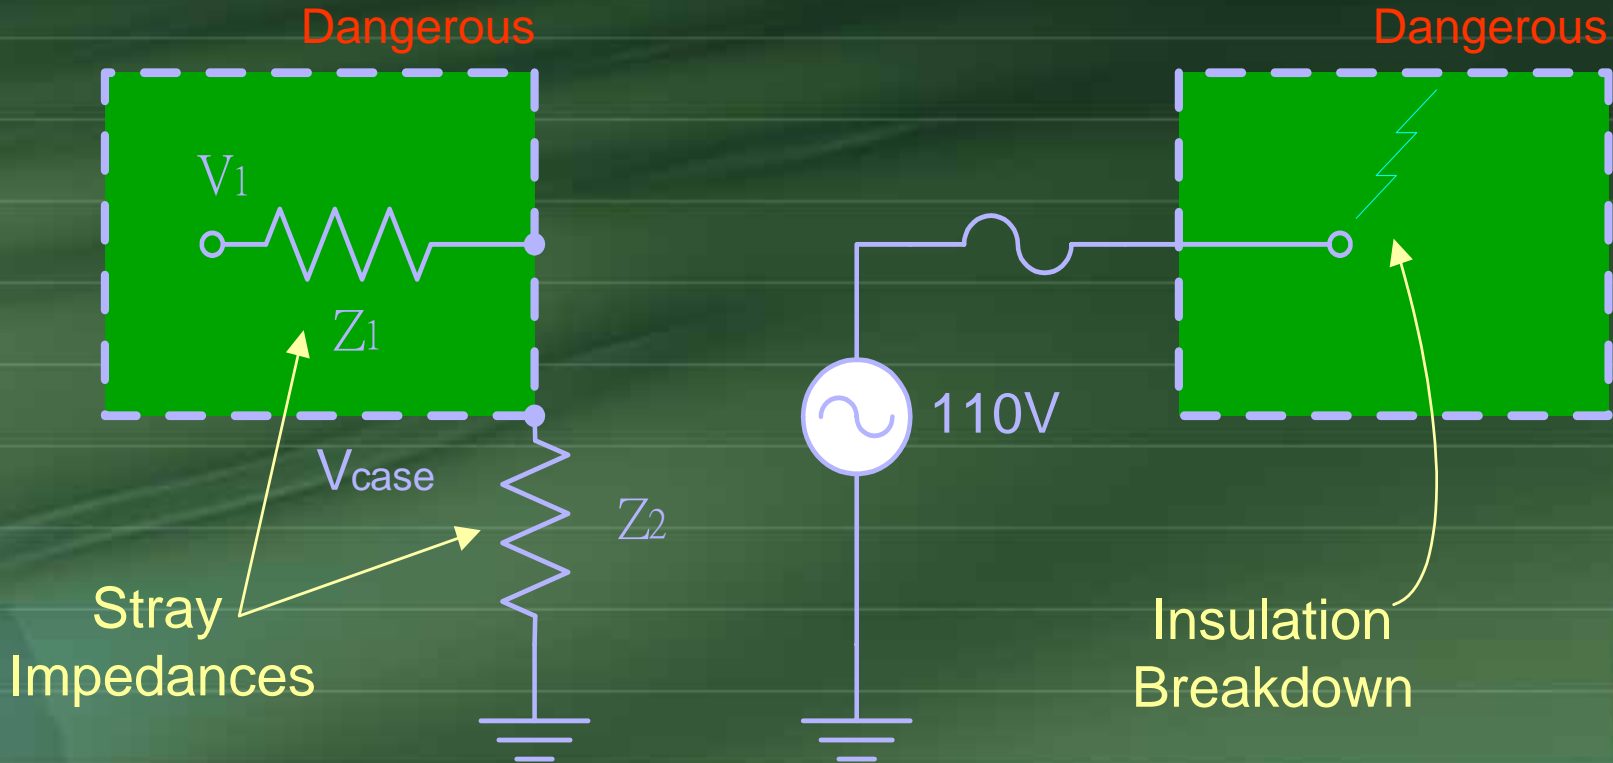 Dangerous
Dangerous
V1
Z1
110V
Vcase
Z2
Stray
Impedances
Insulation
Breakdown